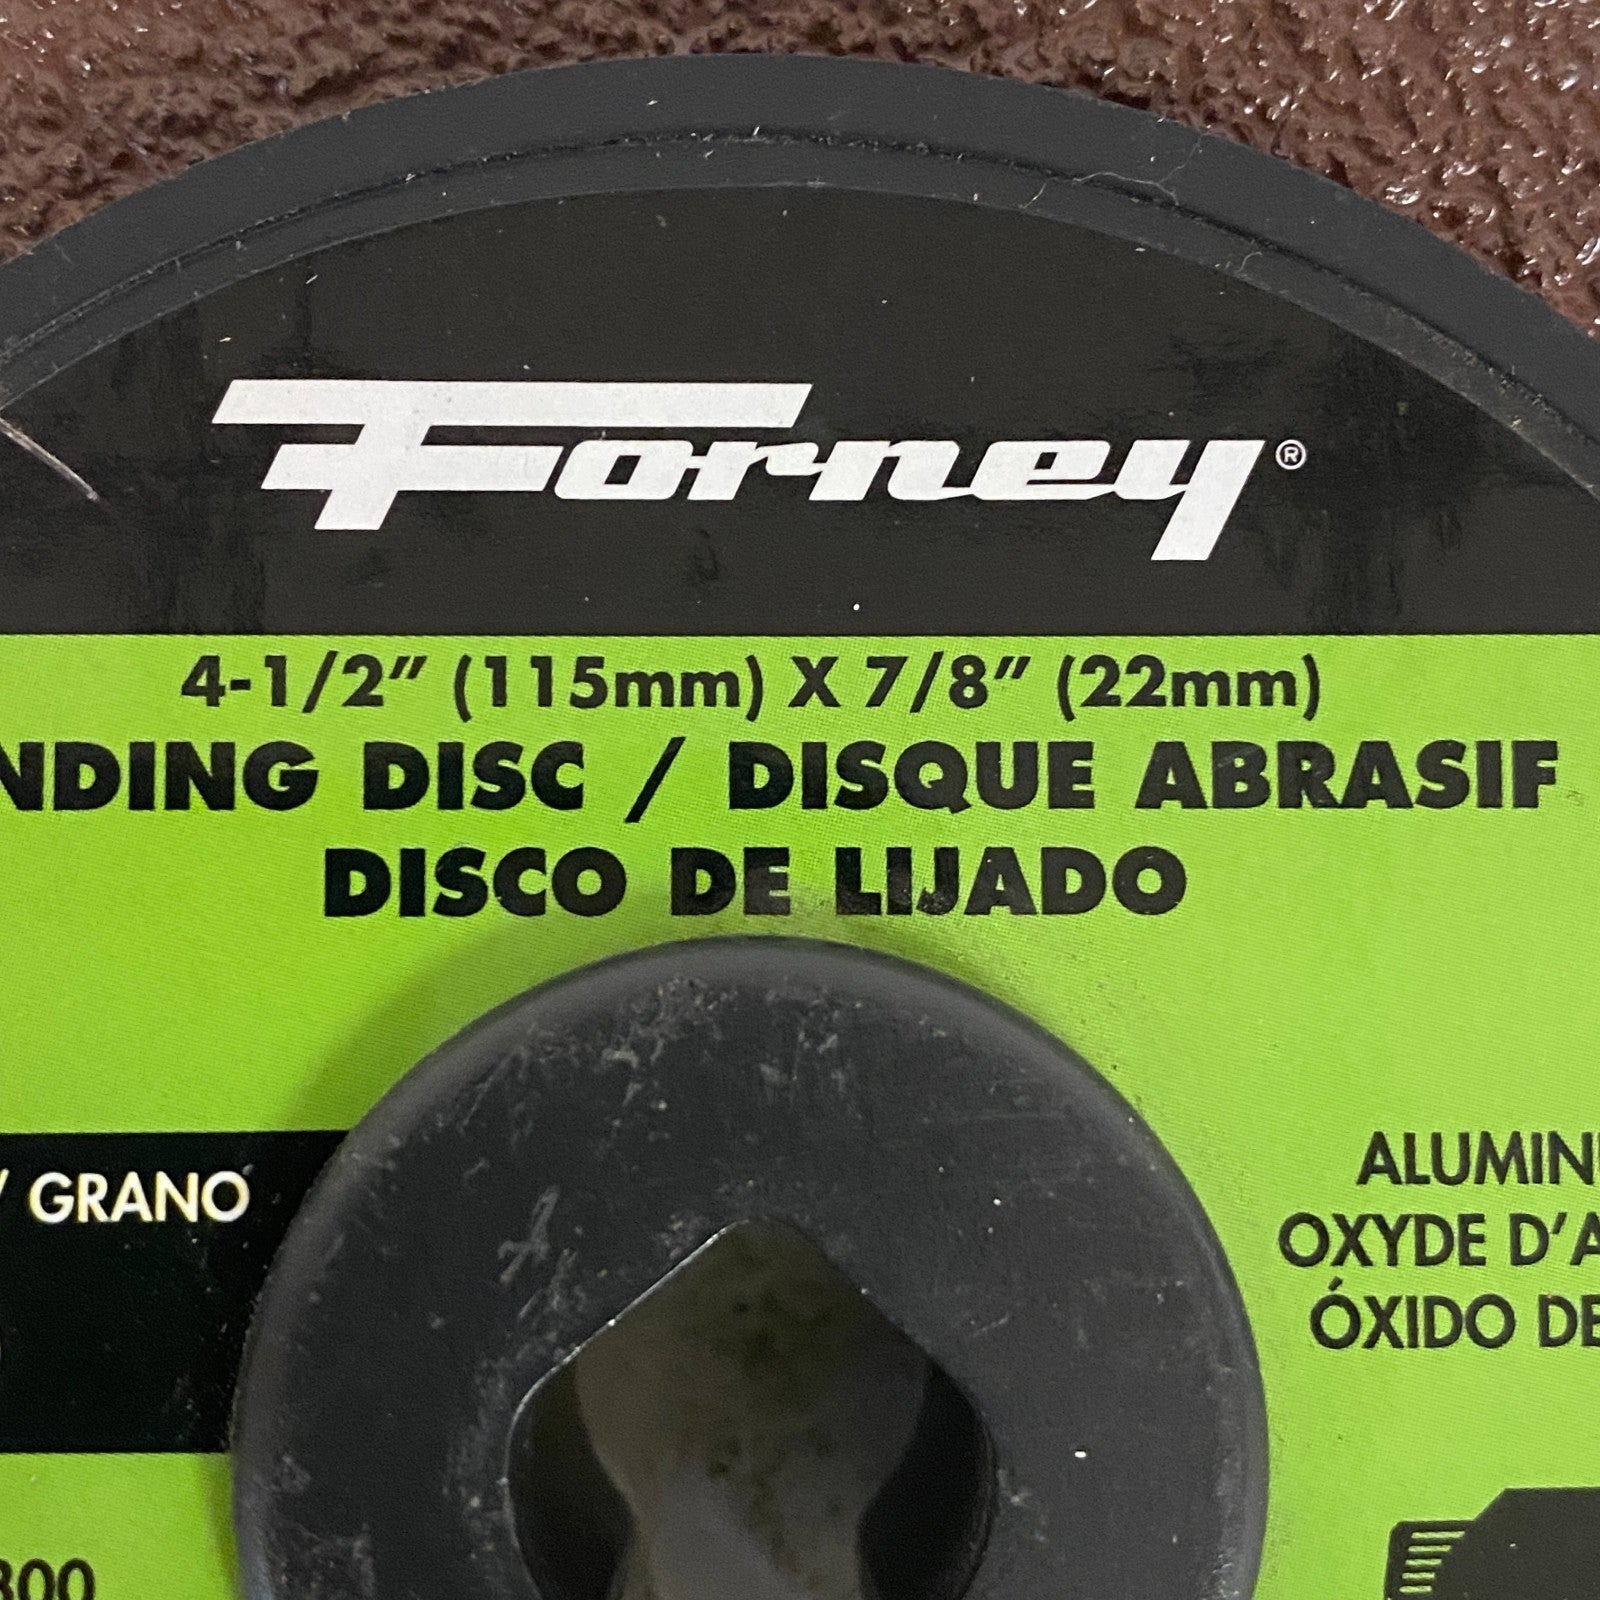 Forney®
4-1/2" (115mm) X 7/8" (22mm)
NDING DISC / DISQUE ABRASIF
DISCO DE LIJADO
/ GRANO
ALUMIN
OXYDE D'A
ÓXIDO DE
300